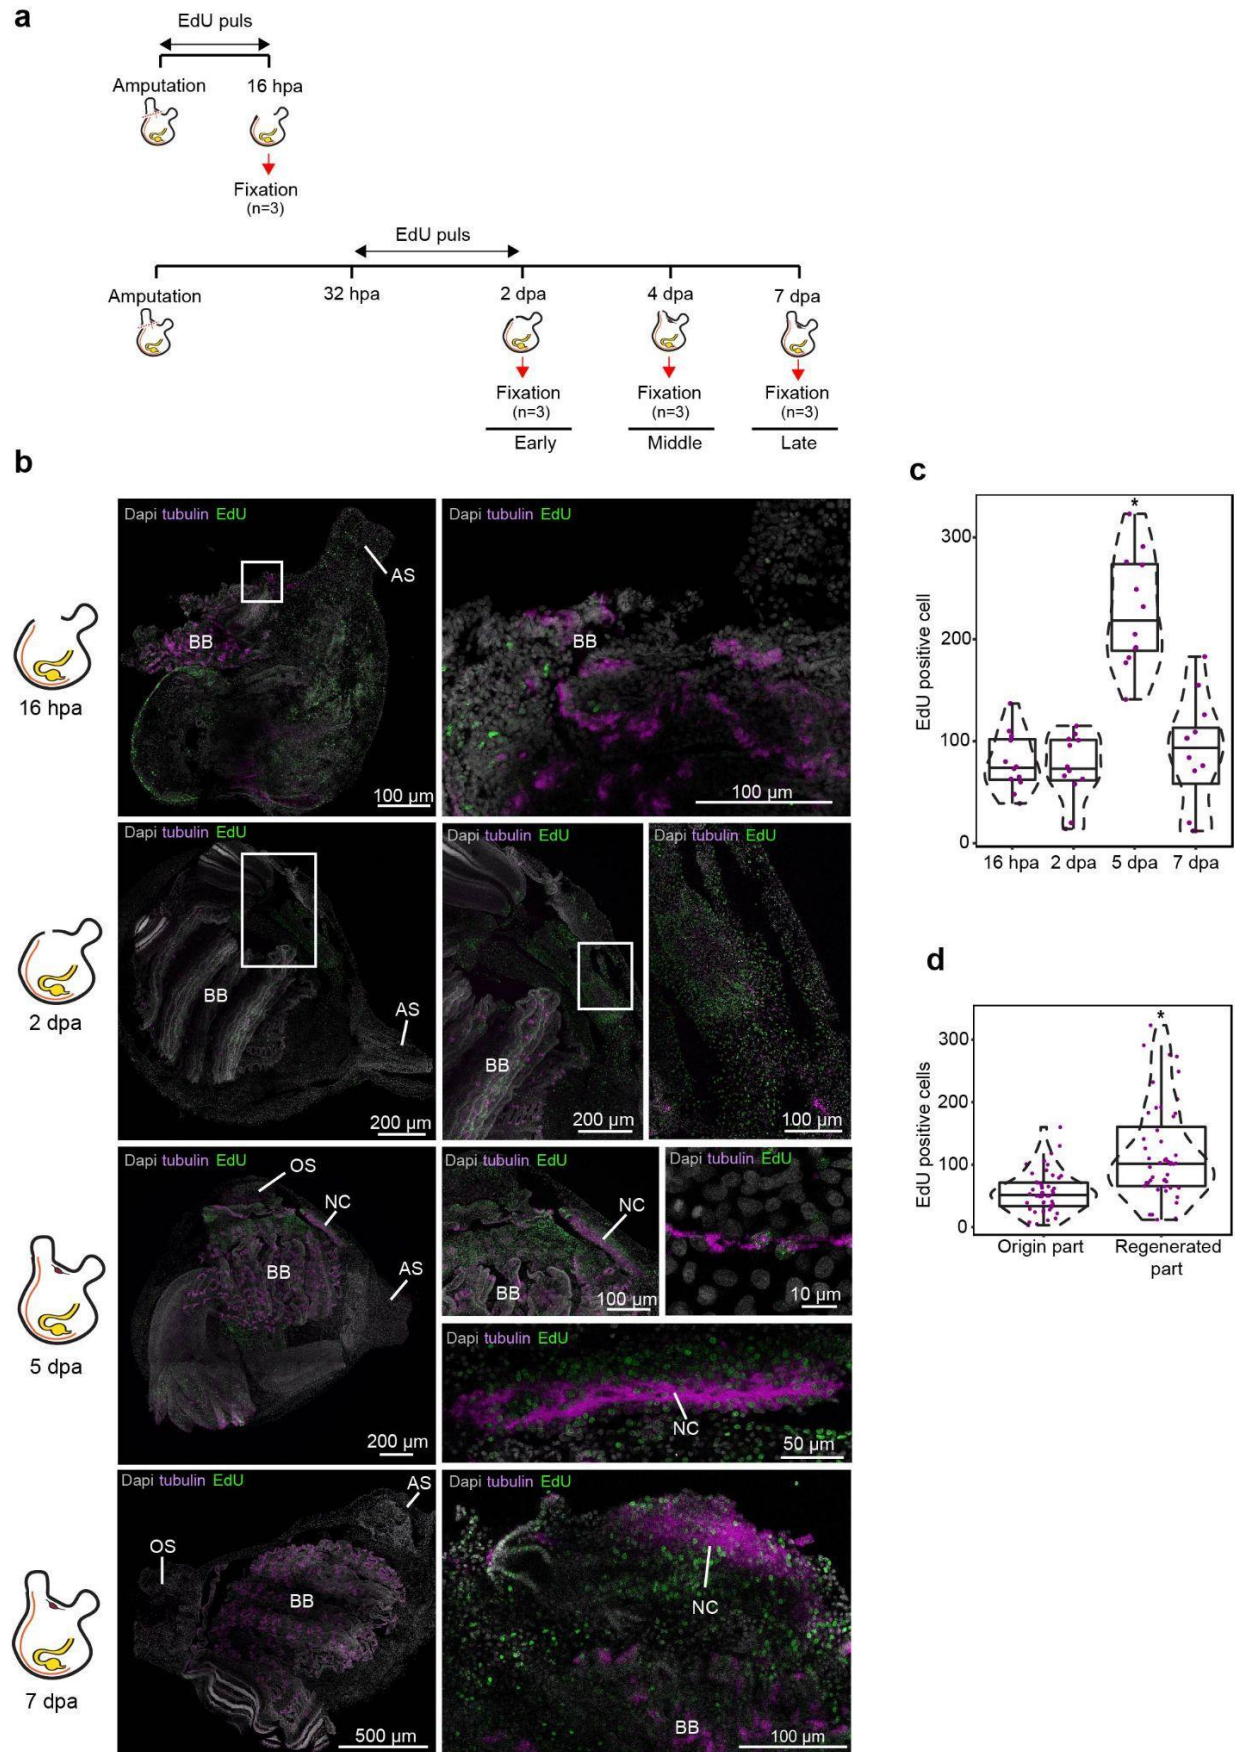 a
EdU puls
Amputation
16 hpa
Fixation
(n=3)
EdU puls
Amputation
32 hpa
2 dpa
4 dpa
7 dpa
Fixation
(n=3)
Fixation
(n=3)
Fixation
(n=3)
Early
Middle
Late
b
16 hpa
Dapi tubulin EdU
AS
BB
100 µm
Dapi tubulin EdU
BB
100 µm
2 dpa
Dapi tubulin EdU
BB
AS
200 µm
Dapi tubulin EdU
BB
200 µm
Dapi tubulin EdU
100 µm
5 dpa
Dapi tubulin EdU
OS
NC
BB
AS
200 µm
Dapi tubulin EdU
NC
BB
100 µm
Dapi tubulin EdU
10 µm
Dapi tubulin EdU
NC
50 µm
7 dpa
Dapi tubulin EdU
AS
OS
BB
500 µm
Dapi tubulin EdU
NC
BB
100 µm
c
*
EdU positive cell
300
200
100
0
16 hpa 2 dpa 5 dpa 7 dpa
d
*
EdU positive cells
300
200
100
0
Origin part
Regenerated
part